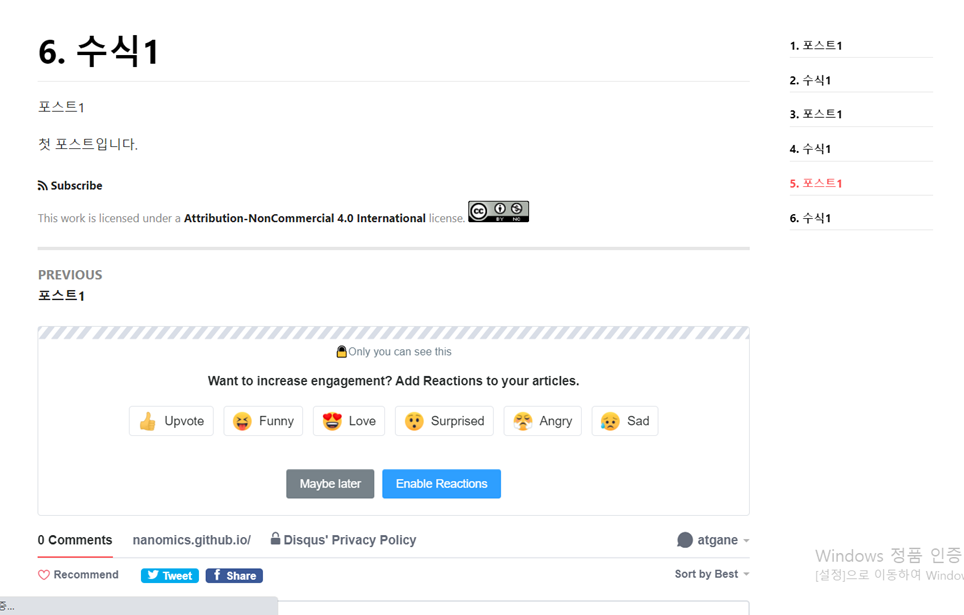 6. 수식1
포스트1
첫 포스트입니다.
Subscribe
This work is licensed under a Attribution-NonCommercial 4.0 International license.
cc BY NC
PREVIOUS
포스트1
Only you can see this
Want to increase engagement? Add Reactions to your articles.
Upvote Funny Love Surprised Angry Sad
Maybe later Enable Reactions
0 Comments nanomics.github.io/ Disqus' Privacy Policy atgane
Recommend Tweet f Share Sort by Best
중...
1. 포스트1
2. 수식1
3. 포스트1
4. 수식1
5. 포스트1
6. 수식1
Windows 정품 인증
[설정]으로 이동하여